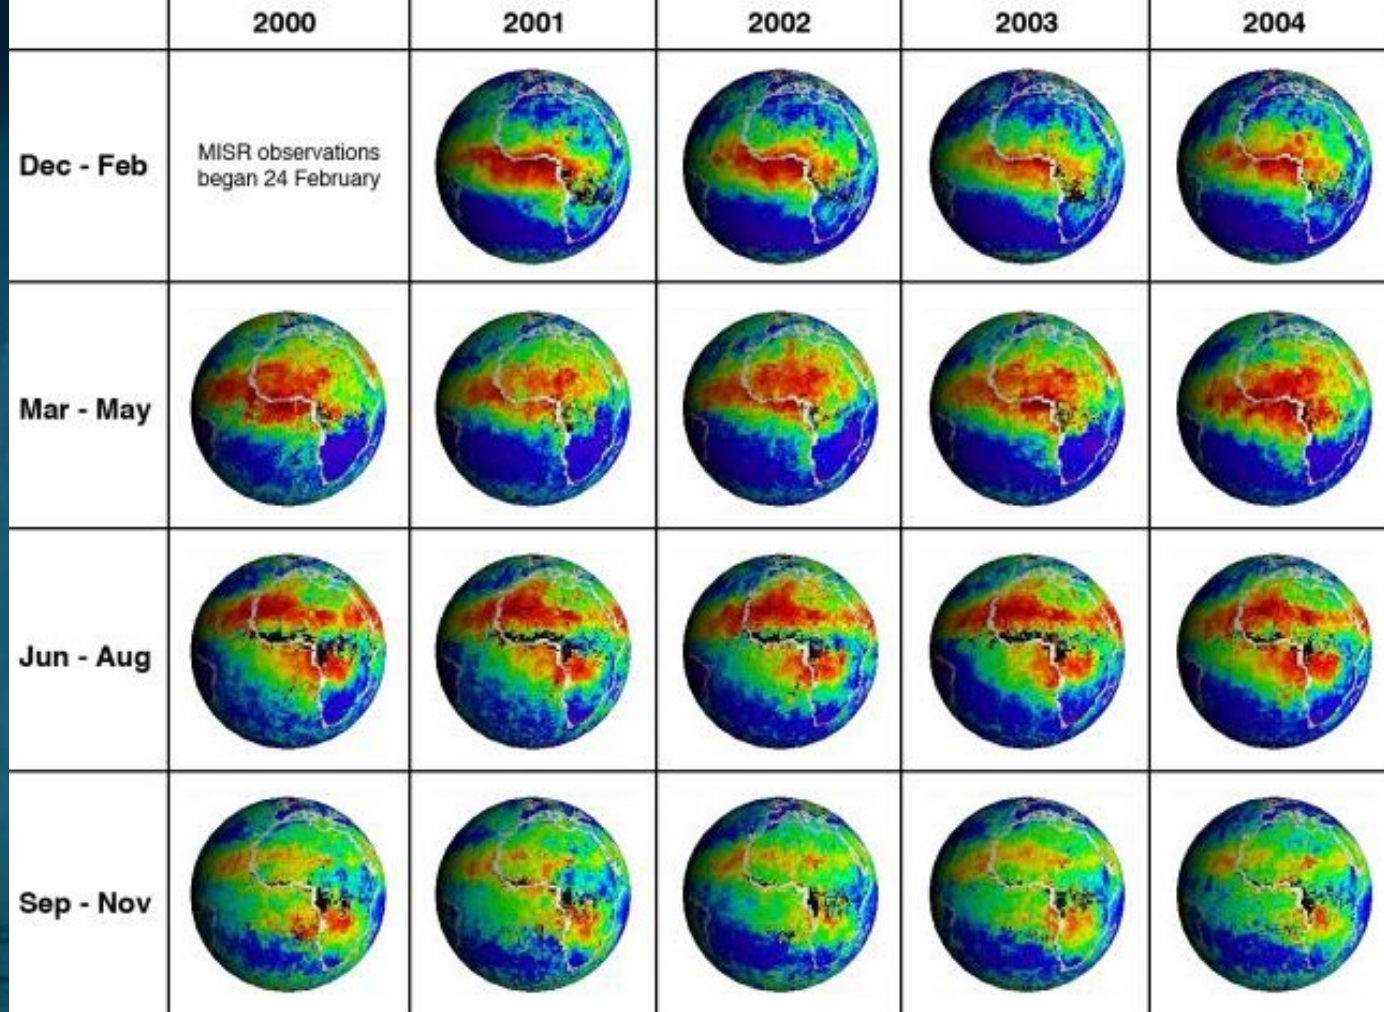 2000 2001 2002 2003 2004
Dec - Feb
MISR observations
began 24 February
Mar - May
Jun - Aug
Sep - Nov